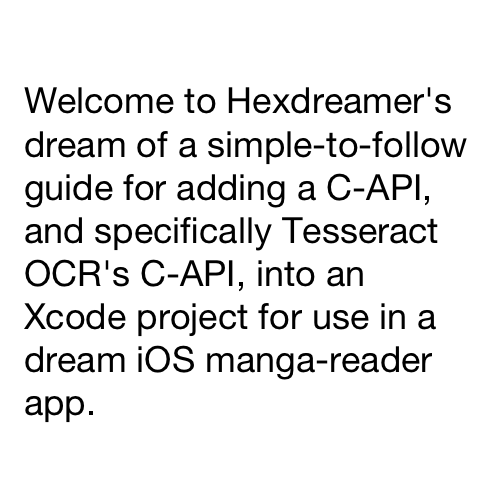 Welcome to Hexdreamer's
dream of a simple-to-follow
guide for adding a C-API,
and specifically Tesseract
OCR's C-API, into an
Xcode project for use in a
dream iOS manga-reader
app.